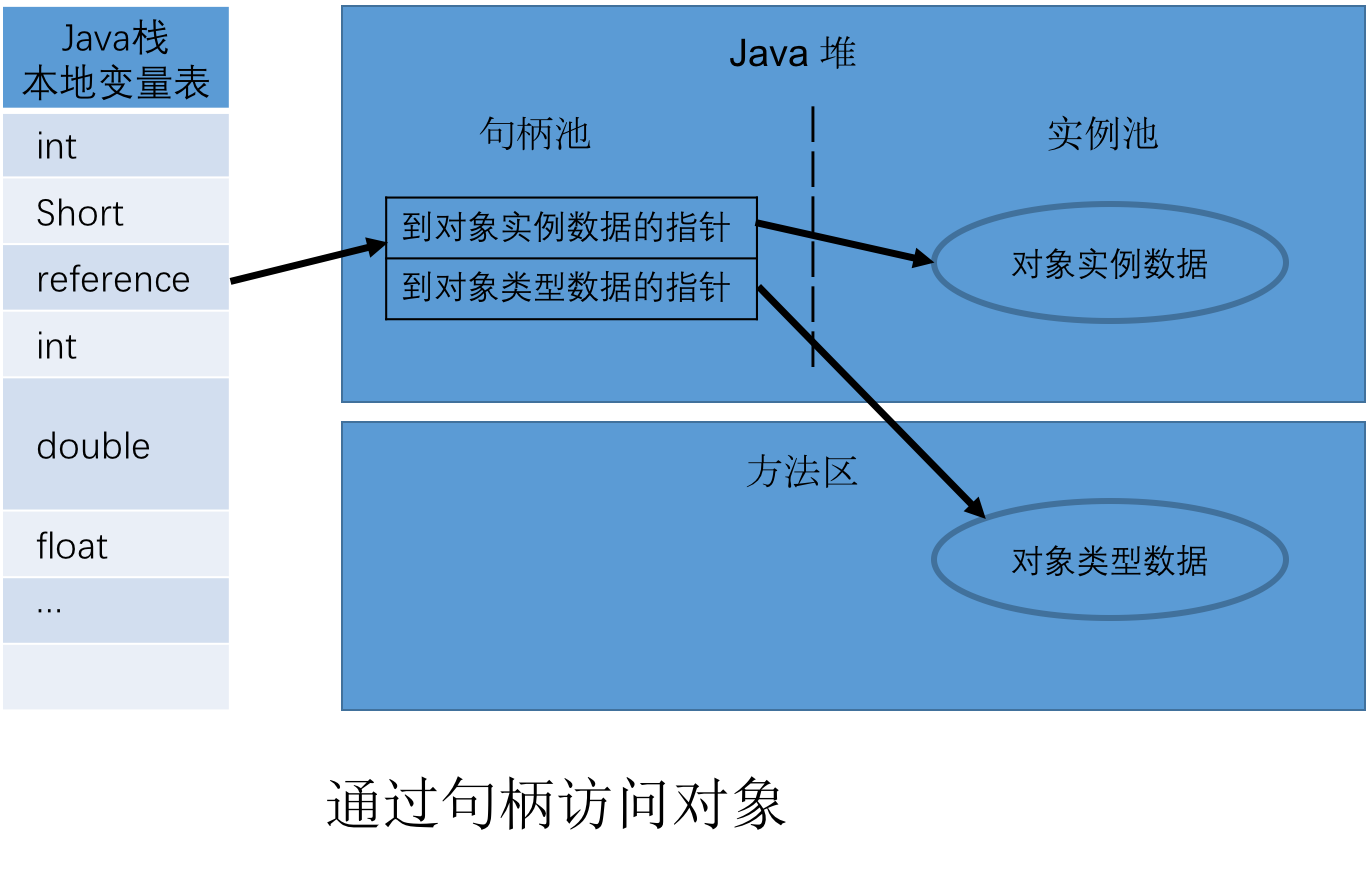 Java栈
本地变量表
int
Short
reference
int
double
float
...
Java 堆
句柄池
实例池
到对象实例数据的指针
到对象类型数据的指针
对象实例数据
方法区
对象类型数据
通过句柄访问对象